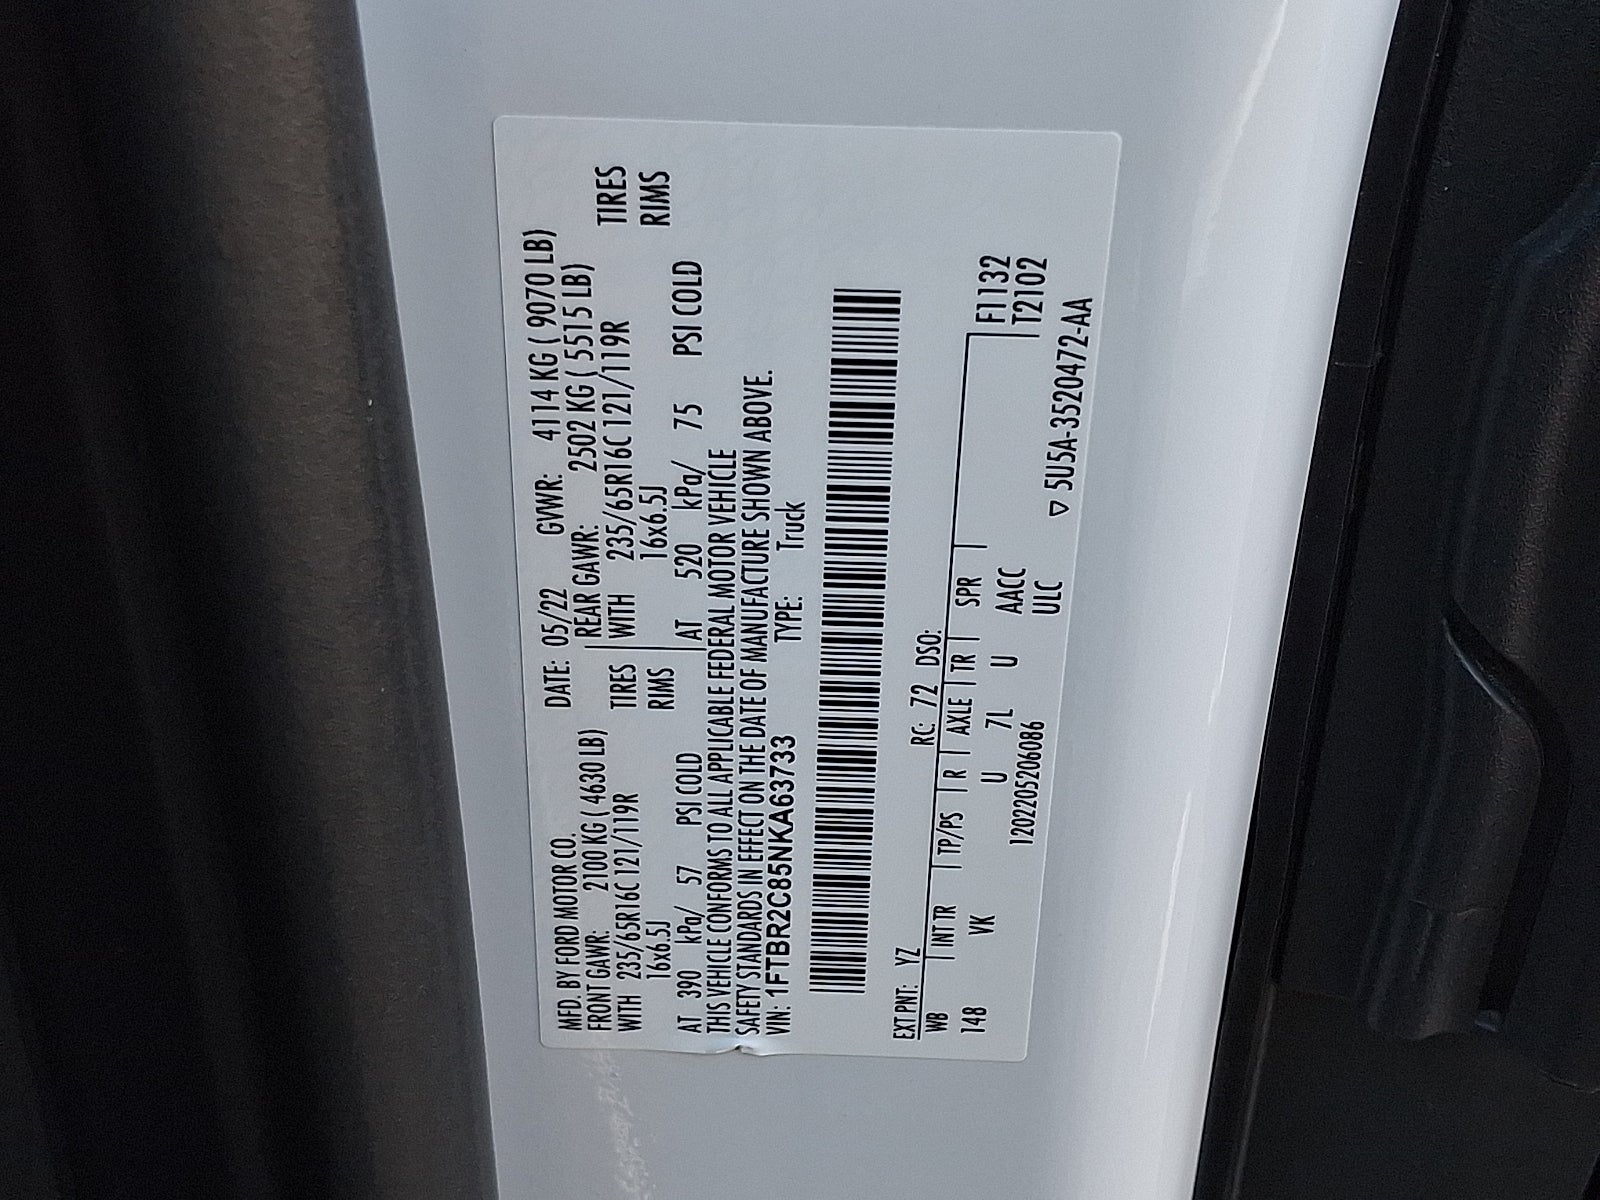 MFD. BY FORD MOTOR CO. DATE: 05/22 GVWR: 4114 KG ( 9070 LB)
FRONT GAWR: 2100 KG ( 4630 LB) REAR GAWR: 2502 KG ( 5515 LB)
WITH 235/65R16C 121/119R TIRES WITH 235/65R16C 121/119R TIRES
16x6.5J RIMS 16x6.5J RIMS
AT 390 kPa/ 57 PSI COLD AT 520 kPa/ 75 PSI COLD
THIS VEHICLE CONFORMS TO ALL APPLICABLE FEDERAL MOTOR VEHICLE
SAFETY STANDARDS IN EFFECT ON THE DATE OF MANUFACTURE SHOWN ABOVE.
VIN: 1FTBR2C85NKA63733 TYPE: Truck
EXT PNT: YZ RC: 72 DSO:
WB INT TR TP/PS R AXLE TR SPR F1132
148 VK U 7L U AACC T2102
1202205206086 ULC ▽ 5U5A-3520472-AA